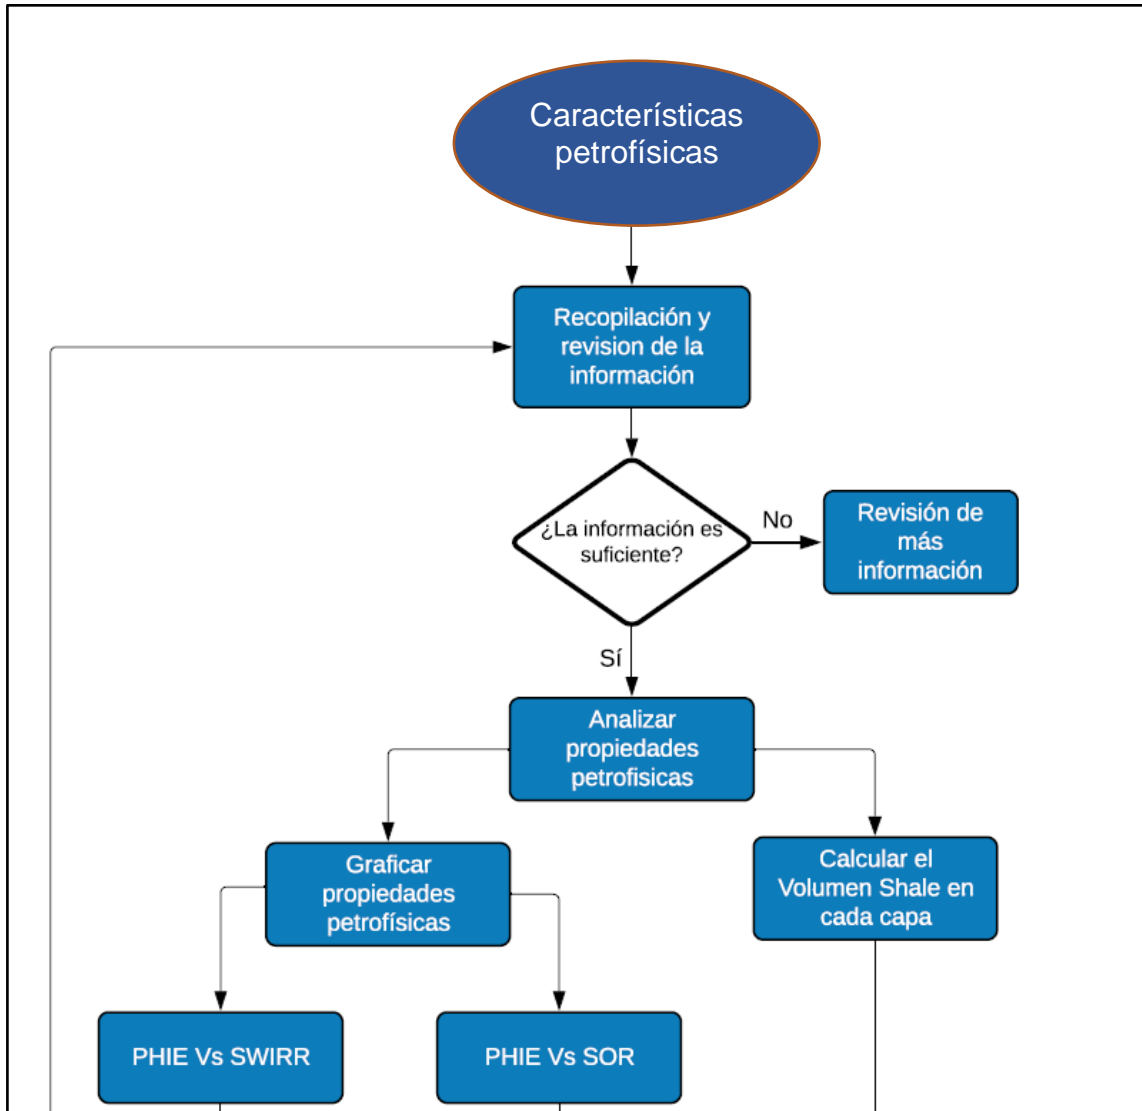 Característicias
petrofísicas
Recopilación y
revision de la
información
¿La información es
suficiente?
No
Revisión de
más
información
Sí
Analizar
propiedades
petrofisicas
Graficar
propiedades
petrofísicas
Calcular el
Volumen Shale en
cada capa
PHIE Vs SWIRR
PHIE Vs SOR